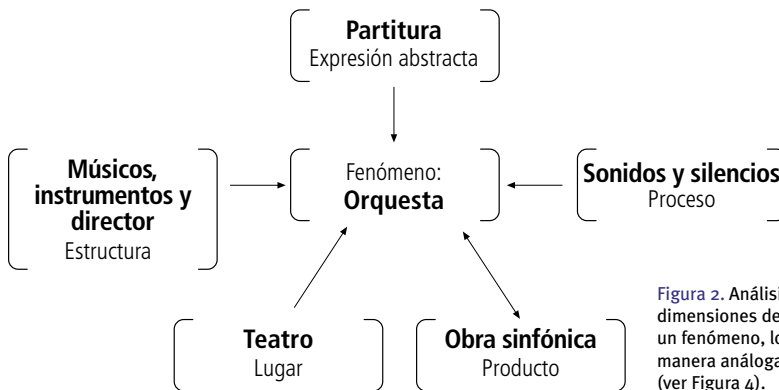 Partitura
Expresión abstracta
Músicos,
instrumentos y
director
Estructura
Fenómeno:
Orquesta
Sonidos y silencios
Proceso
Teatro
Lugar
Obra sinfónica
Producto
Figura 2. Análisi
dimensiones de
un fenómeno, lo
manera análoga
(ver Figura 4).